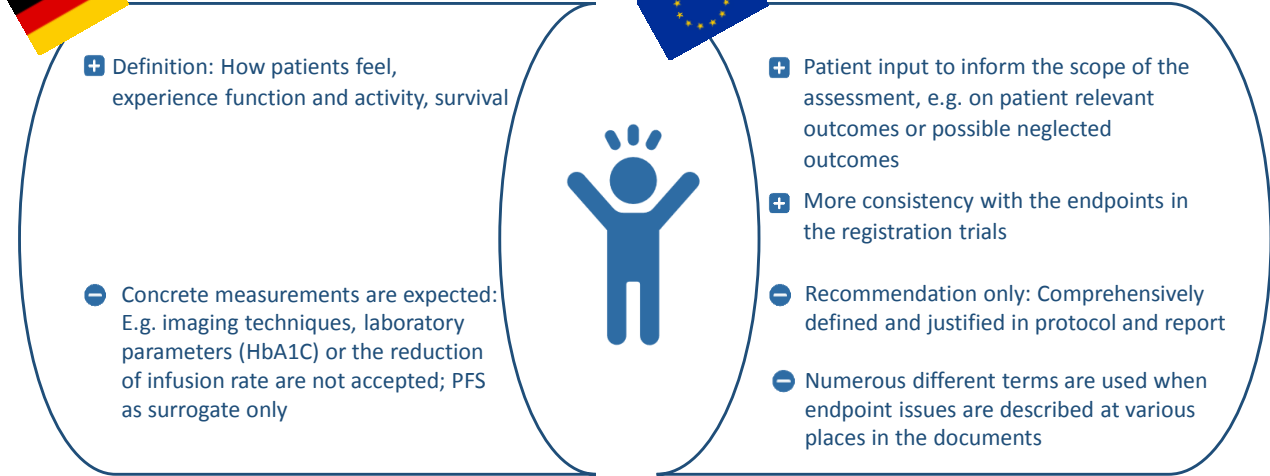 Definition: How patients feel,
experience function and activity, survival
Concrete measurements are expected:
E.g. imaging techniques, laboratory
parameters (HbA1C) or the reduction
of infusion rate are not accepted; PFS
as surrogate only
Patient input to inform the scope of the
assessment, e.g. on patient relevant
outcomes or possible neglected
outcomes
More consistency with the endpoints in
the registration trials
Recommendation only: Comprehensively
defined and justified in protocol and report
Numerous different terms are used when
endpoint issues are described at various
places in the documents